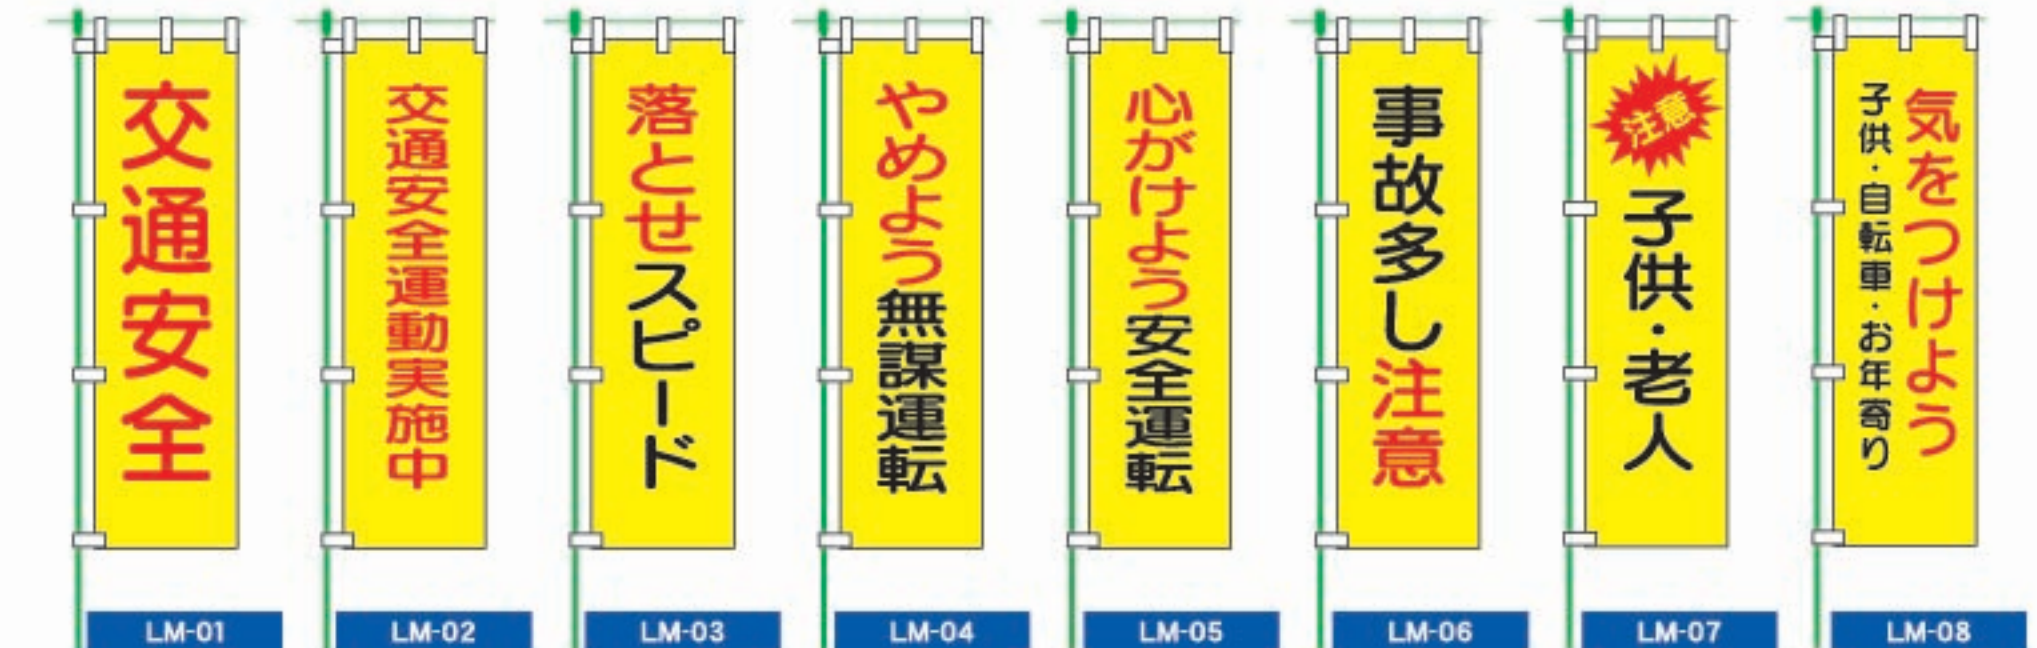 交通安全
LM-01
交通安全運動実施中
LM-02
落とせスピード
LM-03
やめよう無謀運転
LM-04
心がけよう安全運転
LM-05
事故多し注意
LM-06
注意
子供・老人
LM-07
気をつけよう
子供・自転車・お年寄り
LM-08